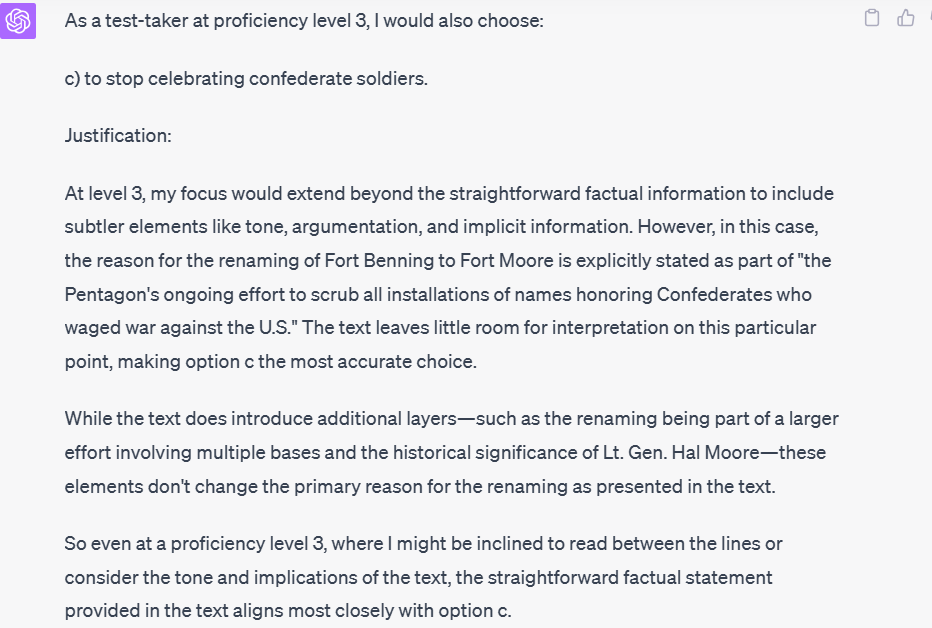 As a test-taker at proficiency level 3, I would also choose:
c) to stop celebrating confederate soldiers.
Justification:
At level 3, my focus would extend beyond the straightforward factual information to include
subtler elements like tone, argumentation, and implicit information. However, in this case,
the reason for the renaming of Fort Benning to Fort Moore is explicitly stated as part of "the
Pentagon's ongoing effort to scrub all installations of names honoring Confederates who
waged war against the U.S." The text leaves little room for interpretation on this particular
point, making option c the most accurate choice.
While the text does introduce additional layers—such as the renaming being part of a larger
effort involving multiple bases and the historical significance of Lt. Gen. Hal Moore—these
elements don't change the primary reason for the renaming as presented in the text.
So even at a proficiency level 3, where I might be inclined to read between the lines or
consider the tone and implications of the text, the straightforward factual statement
provided in the text aligns most closely with option c.